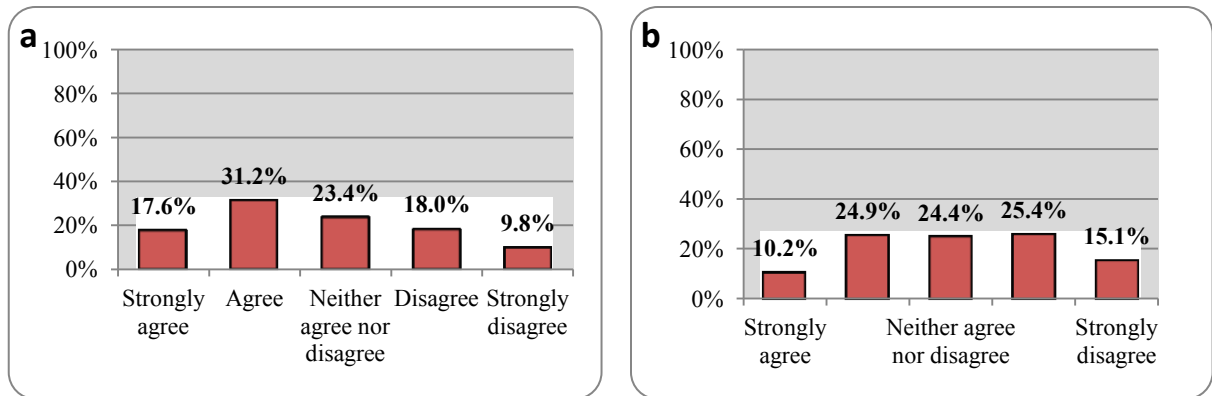 a
100%
80%
60%
40%
20%
0%
17.6%
31.2%
23.4%
18.0%
9.8%
Strongly
agree
Agree
Neither
agree nor
disagree
Disagree
Strongly
disagree
b
100%
80%
60%
40%
20%
0%
10.2%
24.9%
24.4%
25.4%
15.1%
Strongly
agree
Neither agree
nor disagree
Strongly
disagree